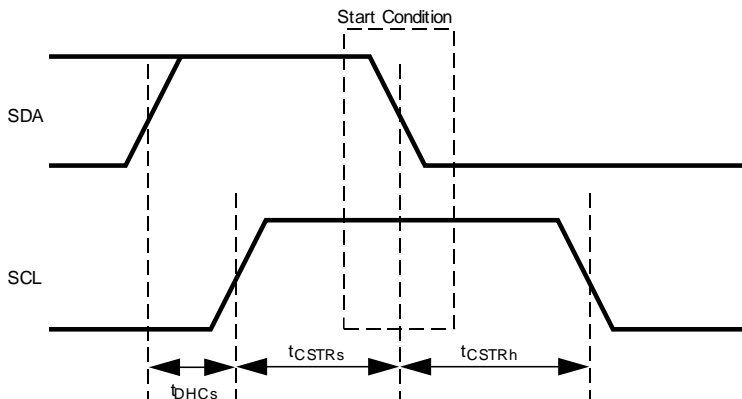 Start Condition
SDA
SCL
tCSTRs
tCSTRh
tDHCs